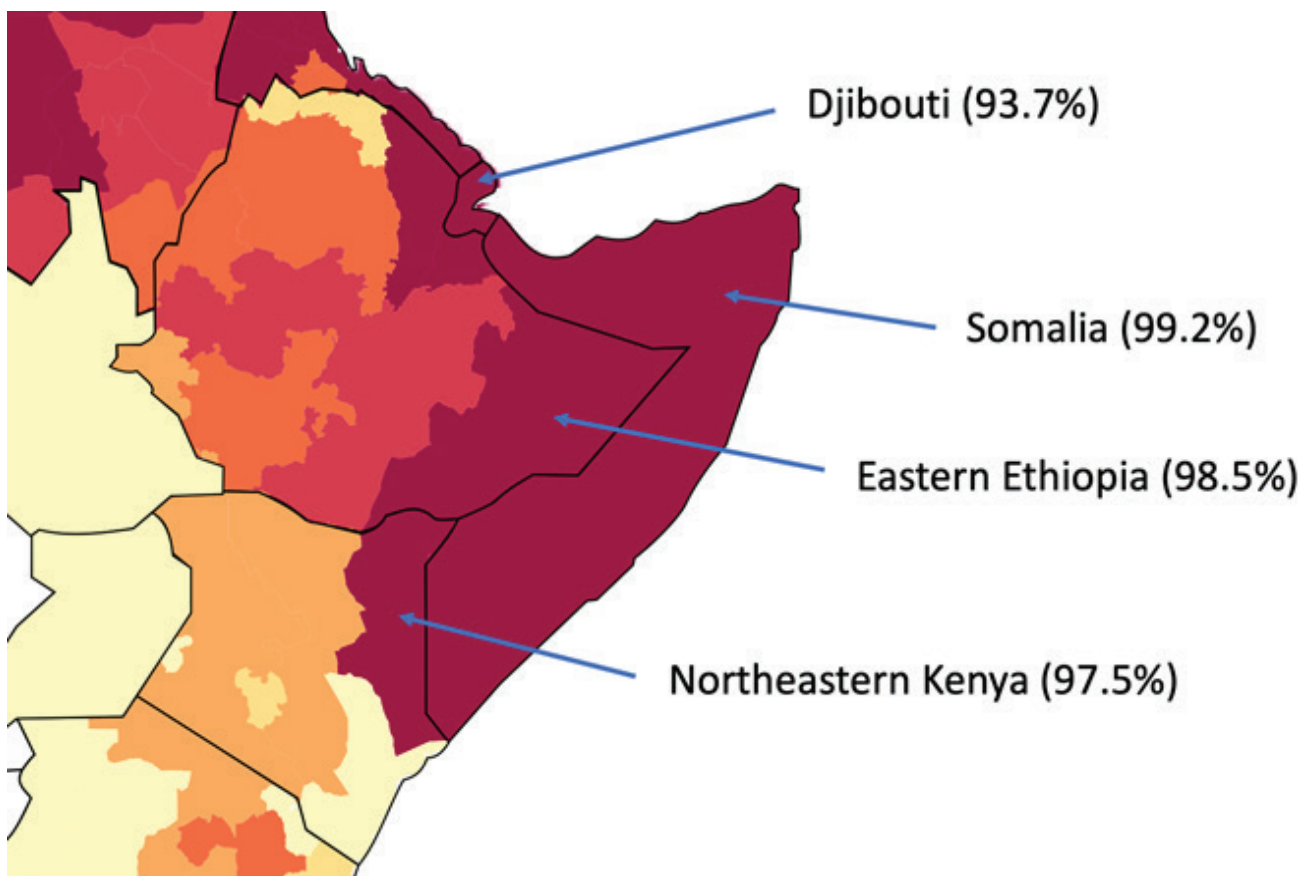 Djibouti (93.7%)
Somalia (99.2%)
Eastern Ethiopia (98.5%)
Northeastern Kenya (97.5%)